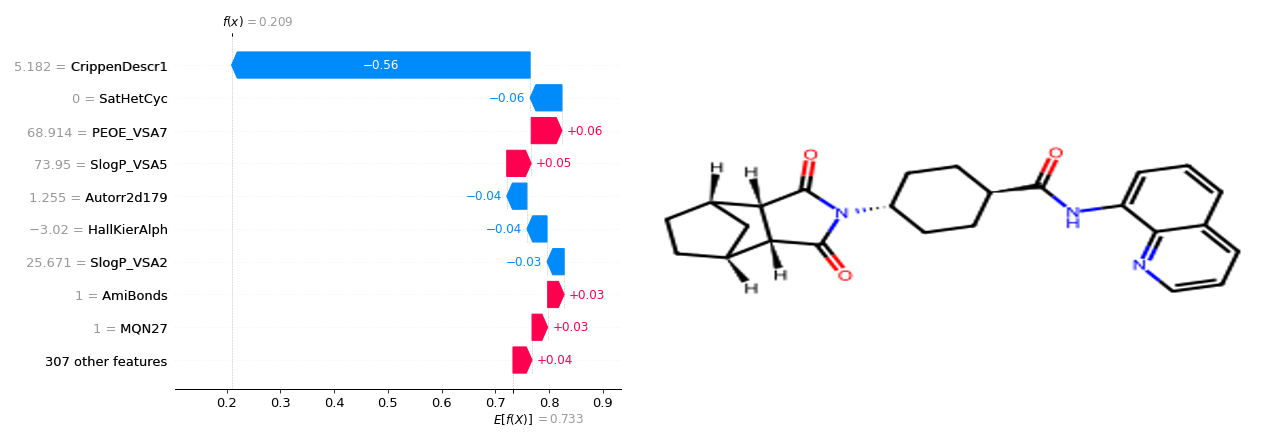 f(x) = 0.209
5.182 = CrippenDescr1
−0.56
0 = SatHetCyc
−0.06
68.914 = PEOE_VSA7
+0.06
73.95 = SlogP_VSA5
+0.05
1.255 = Autorr2d179
−0.04
−3.02 = HallKierAlph
−0.04
25.671 = SlogP_VSA2
−0.03
1 = AmiBonds
+0.03
1 = MQN27
+0.03
307 other features
+0.04
0.2 0.3 0.4 0.5 0.6 0.7 0.8 0.9
E[f(X)] = 0.733
H H O
N
O
H
H
O
N
H
N